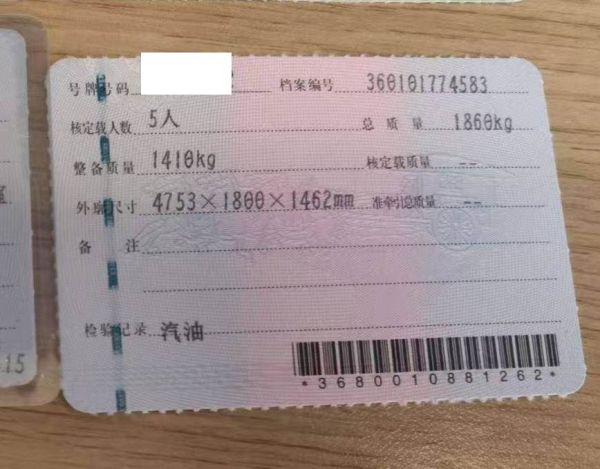 号牌号码 档案编号 360101774583
核定载人数 5人 总质量 1860kg
整备质量 1410kg 核定载质量 --
外廓尺寸 4753×1800×1462mm 准牵引总质量 --
备注
检验记录 汽油
*3680010881262*
15